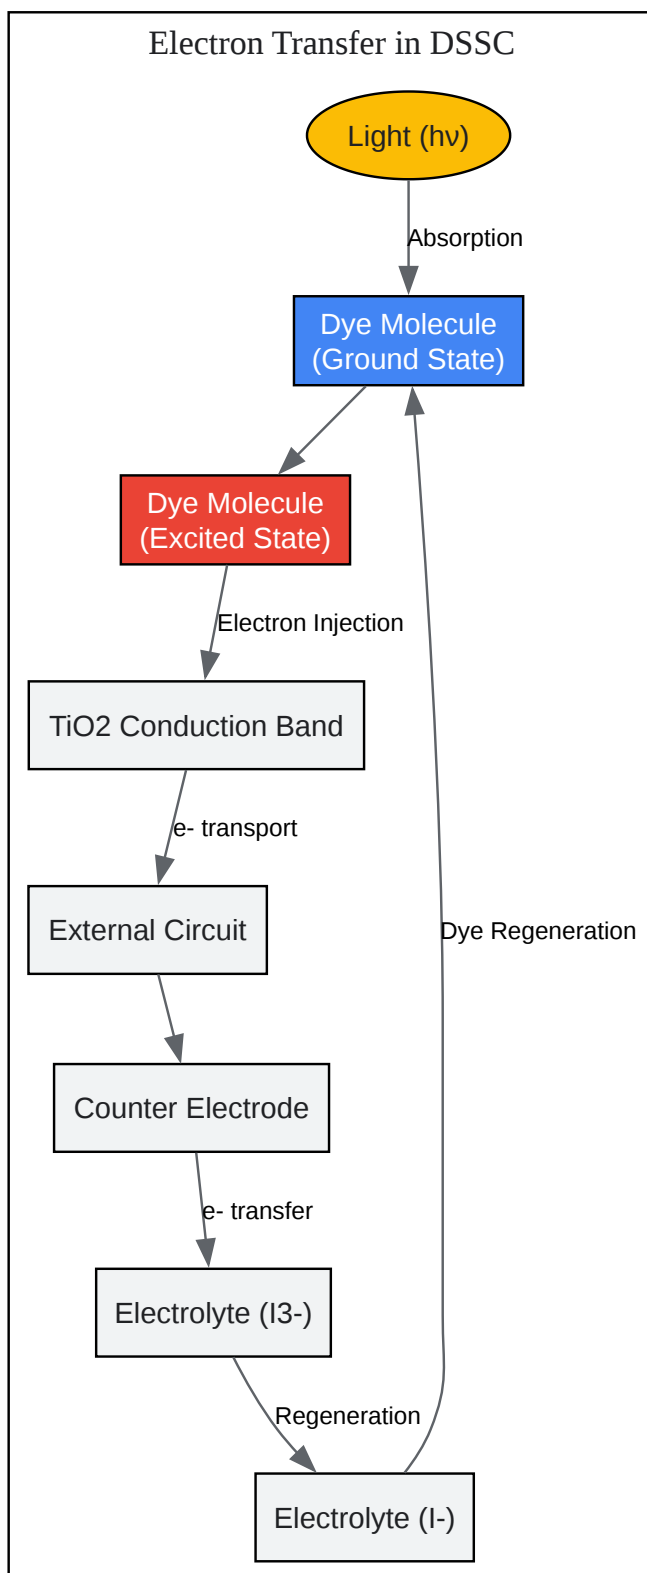 Electron Transfer in DSSC
Light (hν)
Absorption
Dye Molecule
(Ground State)
Dye Molecule
(Excited State)
Electron Injection
TiO2 Conduction Band
e- transport
External Circuit
Dye Regeneration
Counter Electrode
e- transfer
Electrolyte (I3-)
Regeneration
Electrolyte (I-)